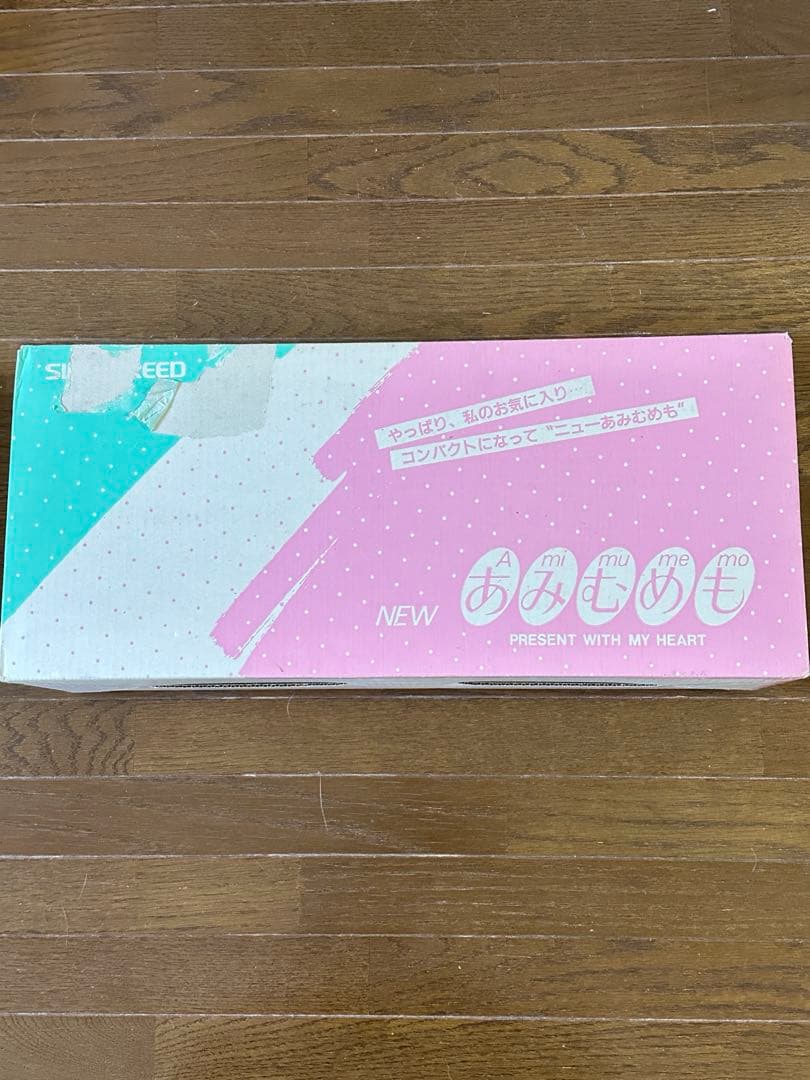 やっぱり、私のお気に入り…
コンパクトになって“ニューあみむめも”
A mi mu me mo
NEW あみむめも
PRESENT WITH MY HEART